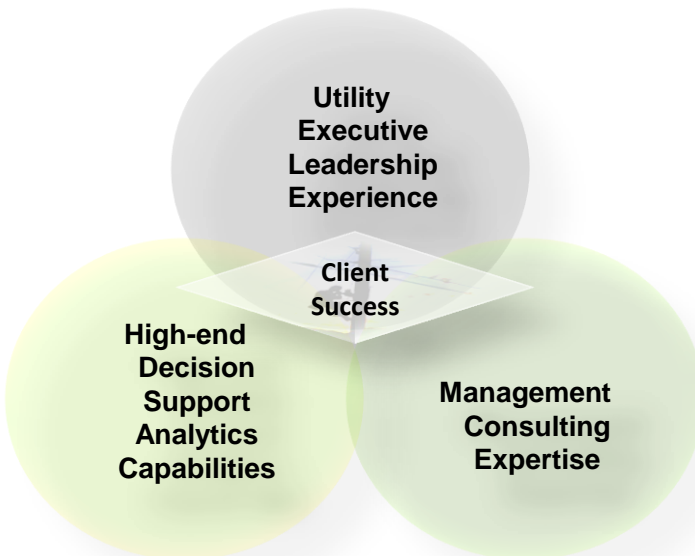 Utility
Executive
Leadership
Experience
Client
Success
High-end
Decision
Support
Analytics
Capabilities
Management
Consulting
Expertise